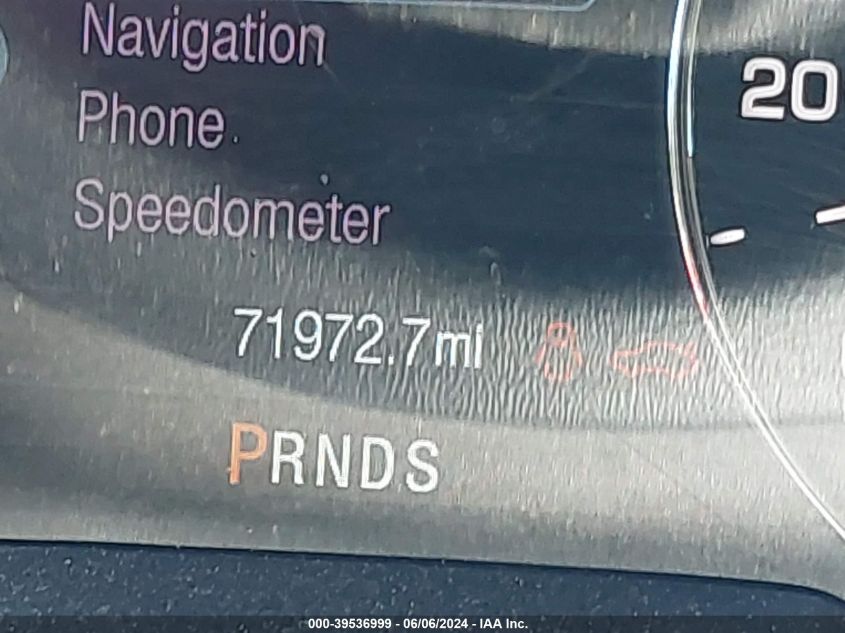 Navigation
Phone
Speedometer
20
71972.7mi
PRNDS
000-39536999 - 06/06/2024 - IAA Inc.